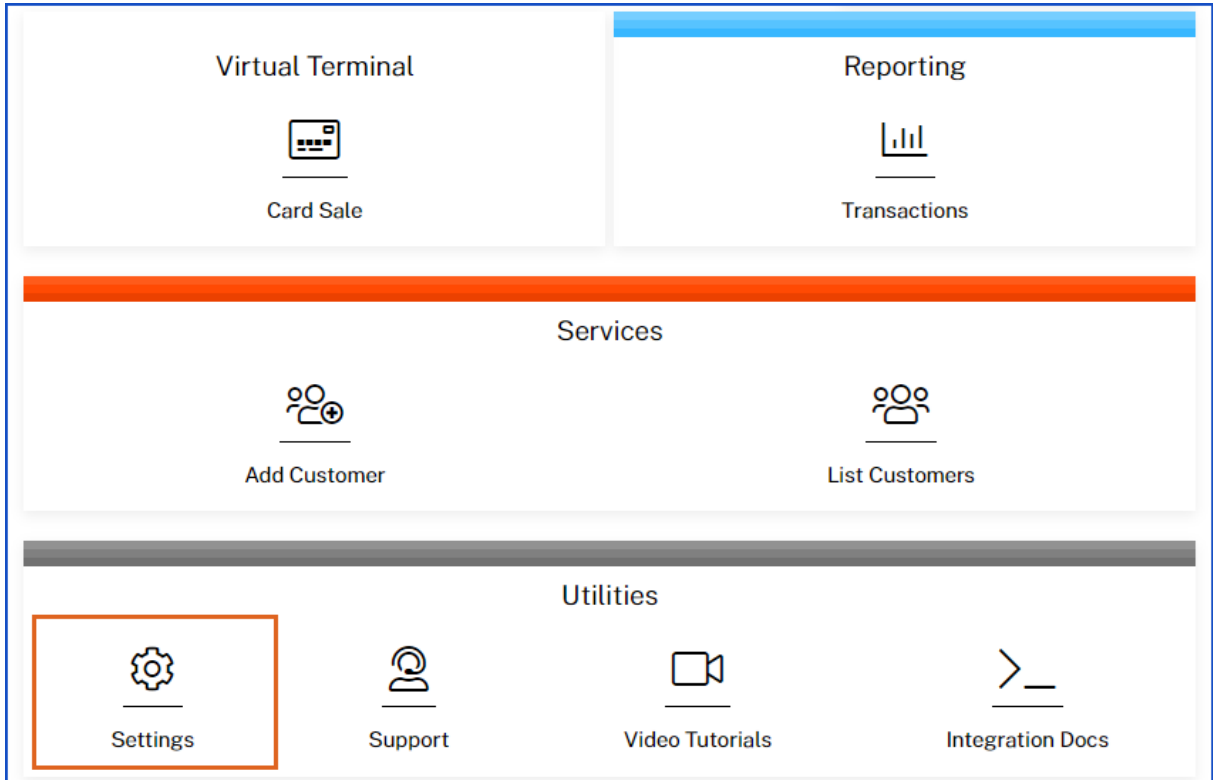 Virtual Terminal
Reporting
Card Sale
Transactions
Services
Add Customer
List Customers
Utilities
Settings
Support
Video Tutorials
Integration Docs